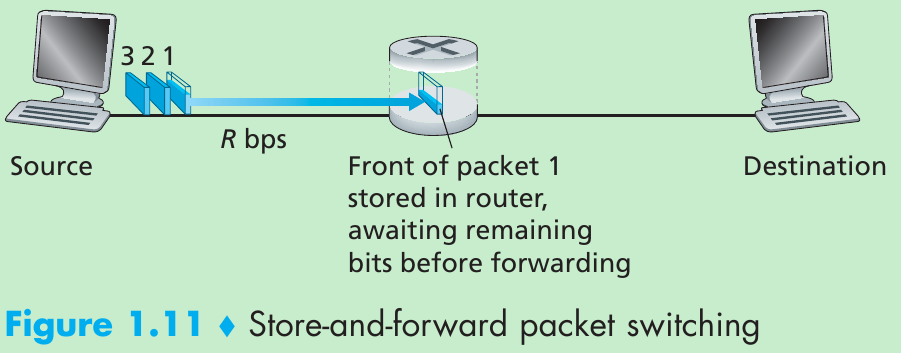 3 2 1
R bps
Source
Front of packet 1
stored in router,
awaiting remaining
bits before forwarding
Destination
Figure 1.11 ♦ Store-and-forward packet switching